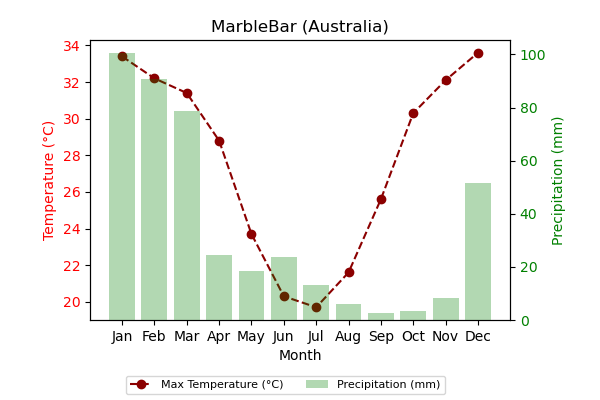 MarbleBar (Australia)
Temperature (°C)
34
32
30
28
26
24
22
20
100
80
60
40
20
0
Precipitation (mm)
Jan Feb Mar Apr May Jun Jul Aug Sep Oct Nov Dec
Month
Max Temperature (°C) Precipitation (mm)